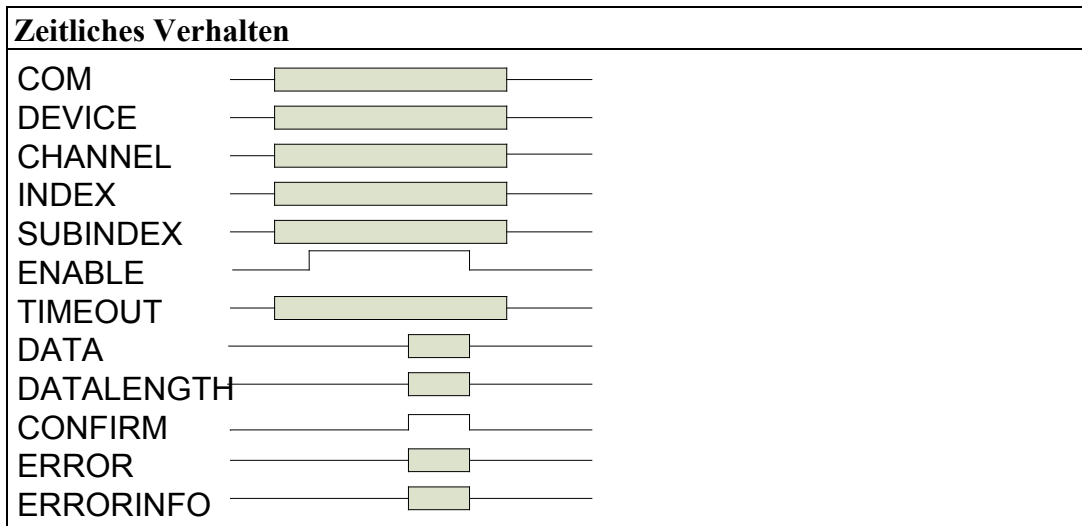 Zeitliches Verhalten
COM
DEVICE
CHANNEL
INDEX
SUBINDEX
ENABLE
TIMEOUT
DATA
DATALENGTH
CONFIRM
ERROR
ERRORINFO